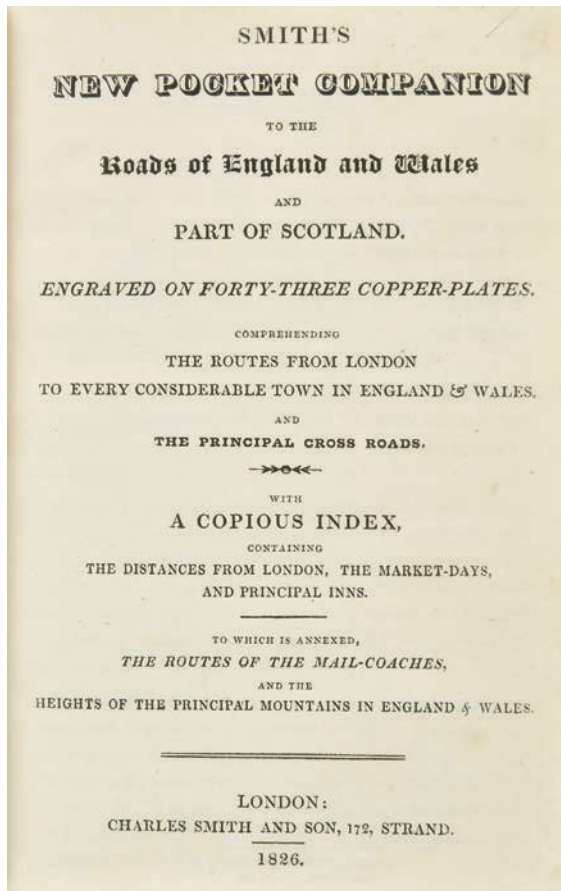 SMITH'S
NEW POCKET COMPANION
TO THE
Roads of England and Wales
AND
PART OF SCOTLAND.
ENGRAVED ON FORTY-THREE COPPER-PLATES.
COMPREHENDING
THE ROUTES FROM LONDON
TO EVERY CONSIDERABLE TOWN IN ENGLAND & WALES,
AND
THE PRINCIPAL CROSS ROADS.
WITH
A COPIOUS INDEX,
CONTAINING
THE DISTANCES FROM LONDON, THE MARKET-DAYS,
AND PRINCIPAL INNS.
TO WHICH IS ANNEXED,
THE ROUTES OF THE MAIL-COACHES,
AND THE
HEIGHTS OF THE PRINCIPAL MOUNTAINS IN ENGLAND & WALES.
LONDON:
CHARLES SMITH AND SON, 172, STRAND.
1826.